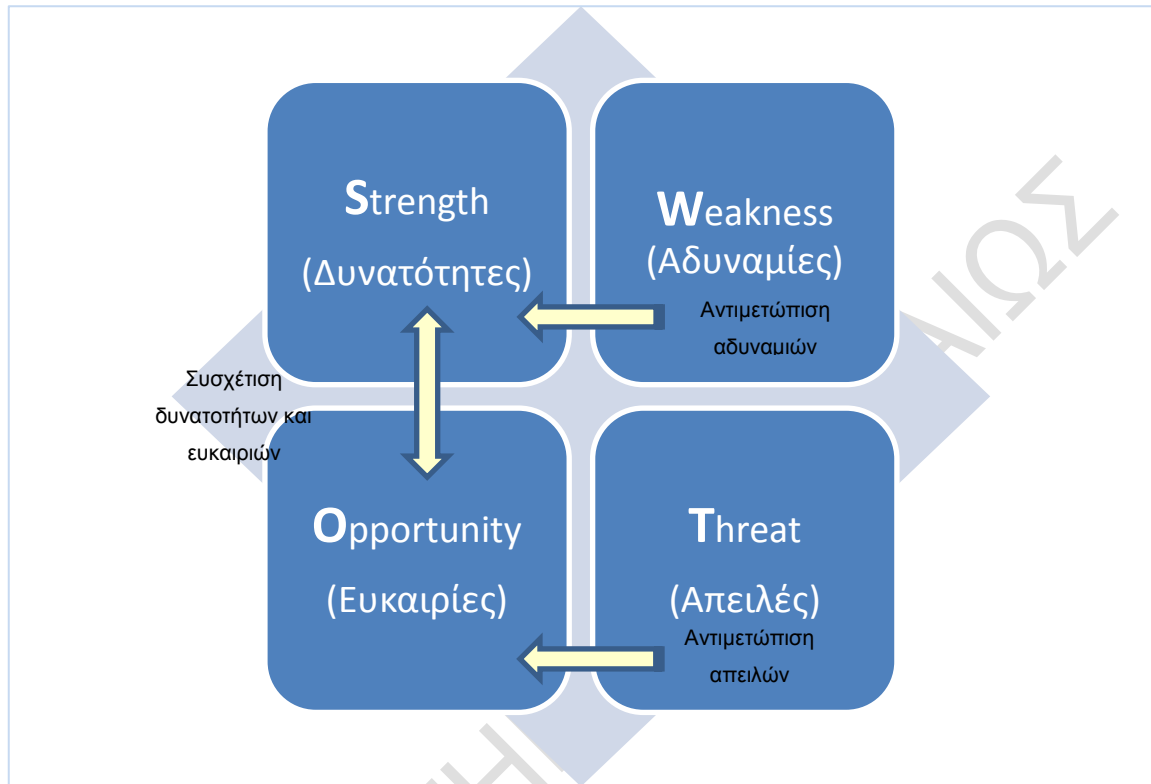 Strength
(Δυνατότητες)
Weakness
(Αδυναμίες)
Αντιμετώπιση
αδυναμιών
Συσχέτιση
δυνατοτήτων και
ευκαιριών
Opportunity
(Ευκαιρίες)
Threat
(Απειλές)
Αντιμετώπιση
απειλών